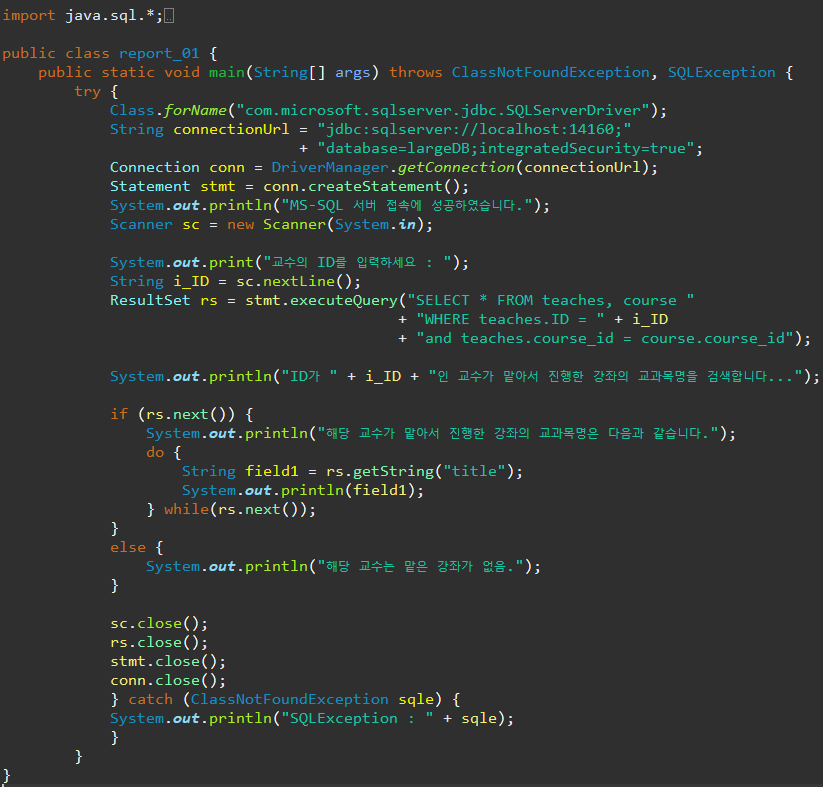 import java.sql.*;
public class report_01 {
public static void main(String[] args) throws ClassNotFoundException, SQLException {
try {
Class.forName("com.microsoft.sqlserver.jdbc.SQLServerDriver");
String connectionUrl = "jdbc:sqlserver://localhost:14160;"
+ "database=largeDB;integratedSecurity=true";
Connection conn = DriverManager.getConnection(connectionUrl);
Statement stmt = conn.createStatement();
System.out.println("MS-SQL 서버 접속에 성공하였습니다.");
Scanner sc = new Scanner(System.in);
System.out.print("교수의 ID를 입력하세요 : ");
String i_ID = sc.nextLine();
ResultSet rs = stmt.executeQuery("SELECT * FROM teaches, course "
+ "WHERE teaches.ID = " + i_ID
+ "and teaches.course_id = course.course_id");
System.out.println("ID가 " + i_ID + "인 교수가 맡아서 진행한 강좌의 교과목명을 검색합니다...");
if (rs.next()) {
System.out.println("해당 교수가 맡아서 진행한 강좌의 교과목명은 다음과 같습니다.");
do {
String field1 = rs.getString("title");
System.out.println(field1);
} while(rs.next());
}
else {
System.out.println("해당 교수는 맡은 강좌가 없음.");
}
sc.close();
rs.close();
stmt.close();
conn.close();
} catch (ClassNotFoundException sqle) {
System.out.println("SQLException : " + sqle);
}
}
}